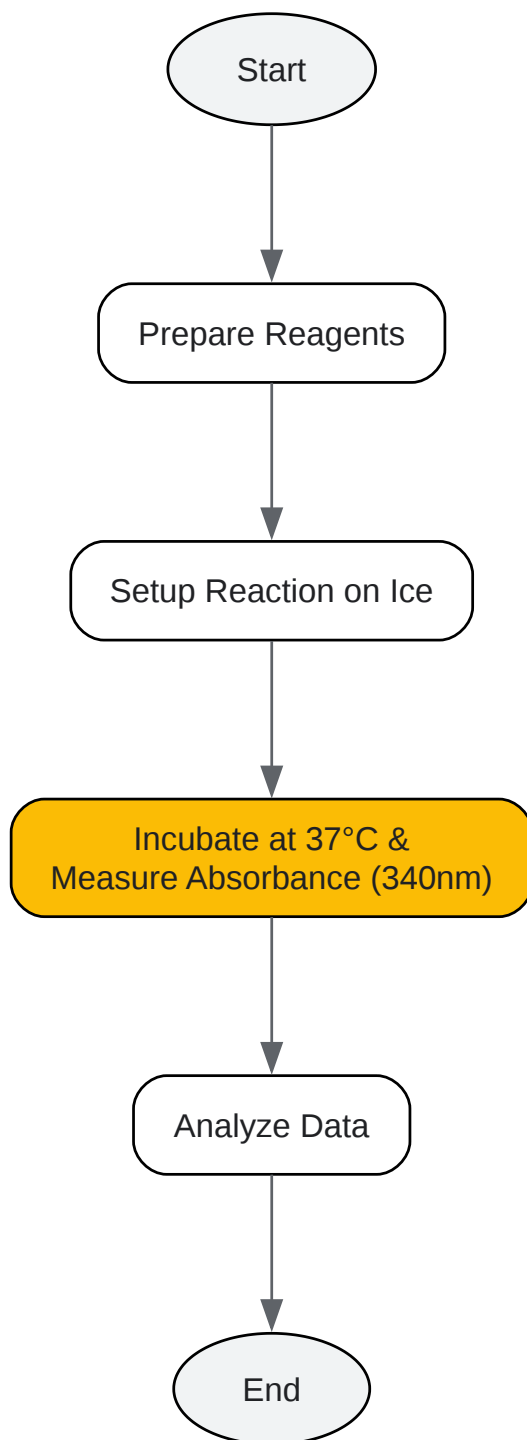 Start
Prepare Reagents
Setup Reaction on Ice
Incubate at 37°C &
Measure Absorbance (340nm)
Analyze Data
End